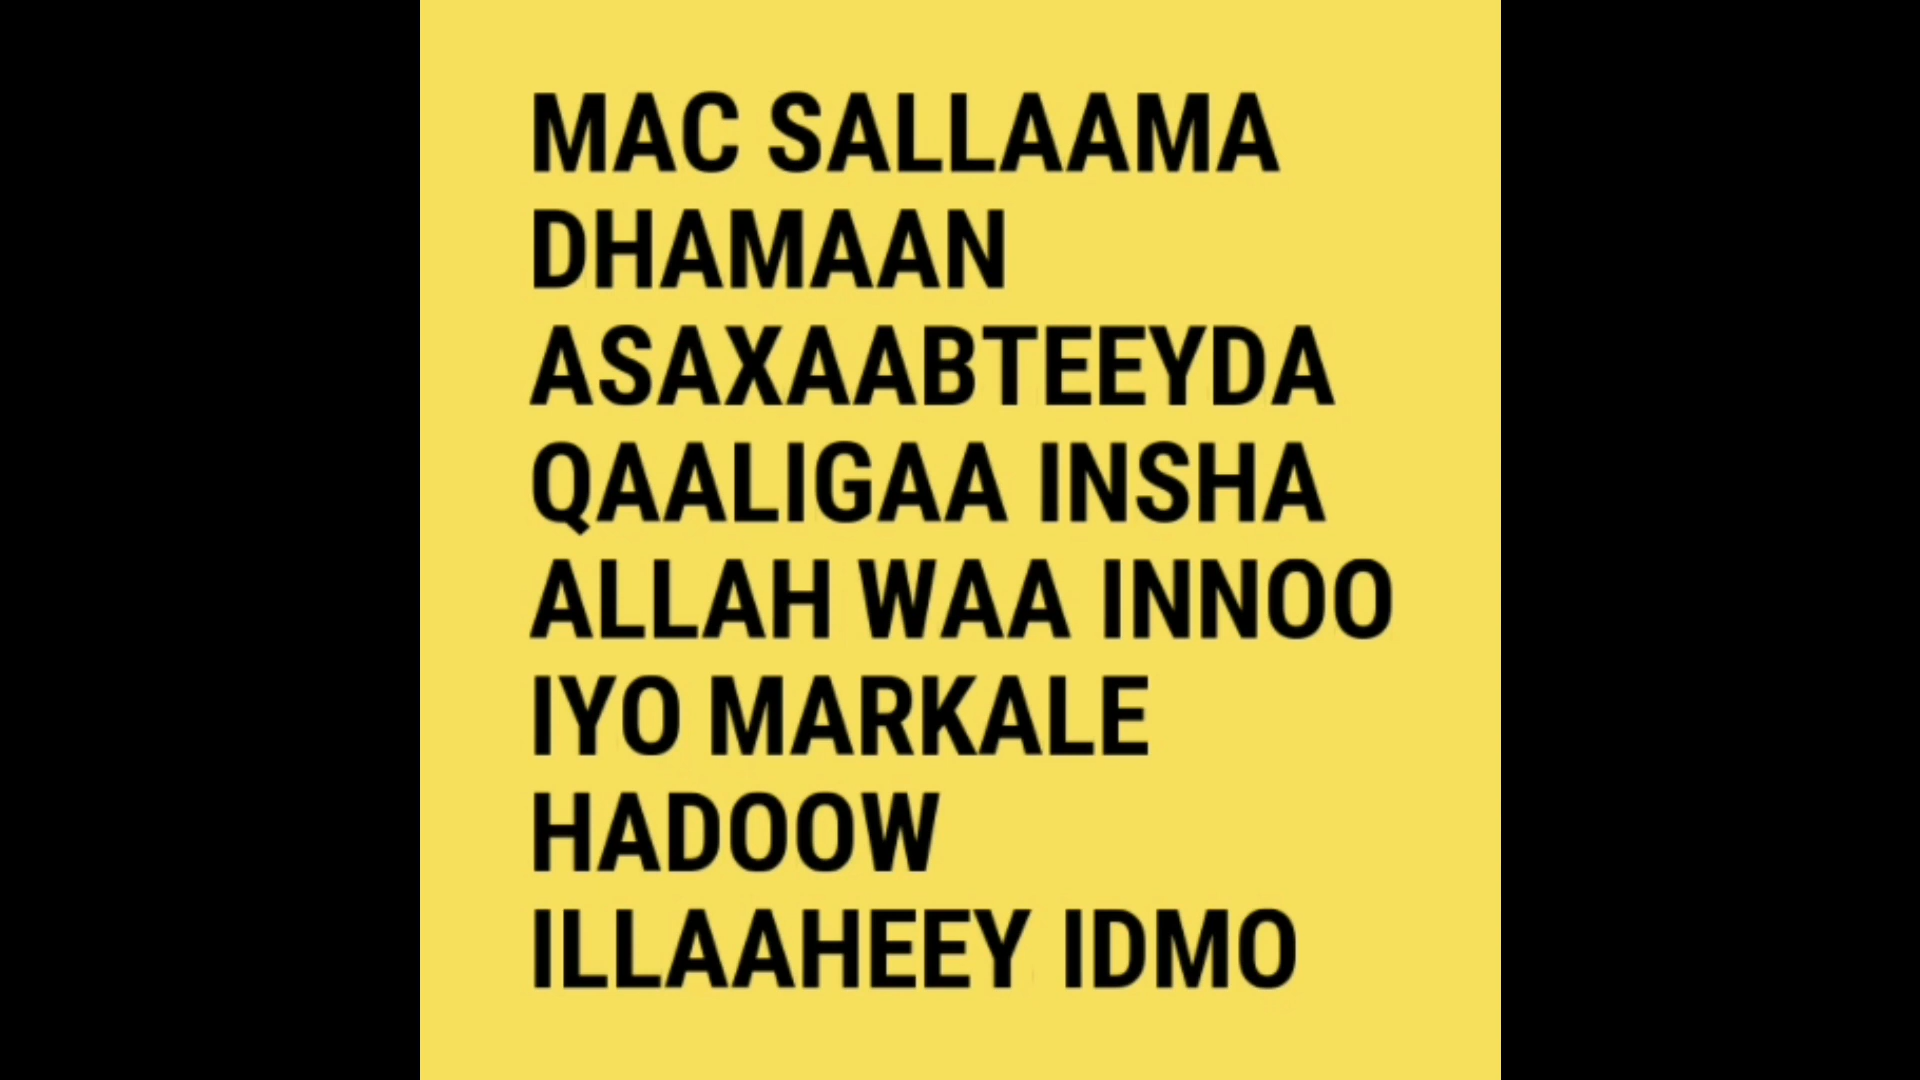 MAC SALLAAMA
DHAMAAN
ASAXAABTEEYDA
QAALIGAA INSHA
ALLAH WAA INNOO
IYO MARKALE
HADOOW
ILLAAHEEY IDMO